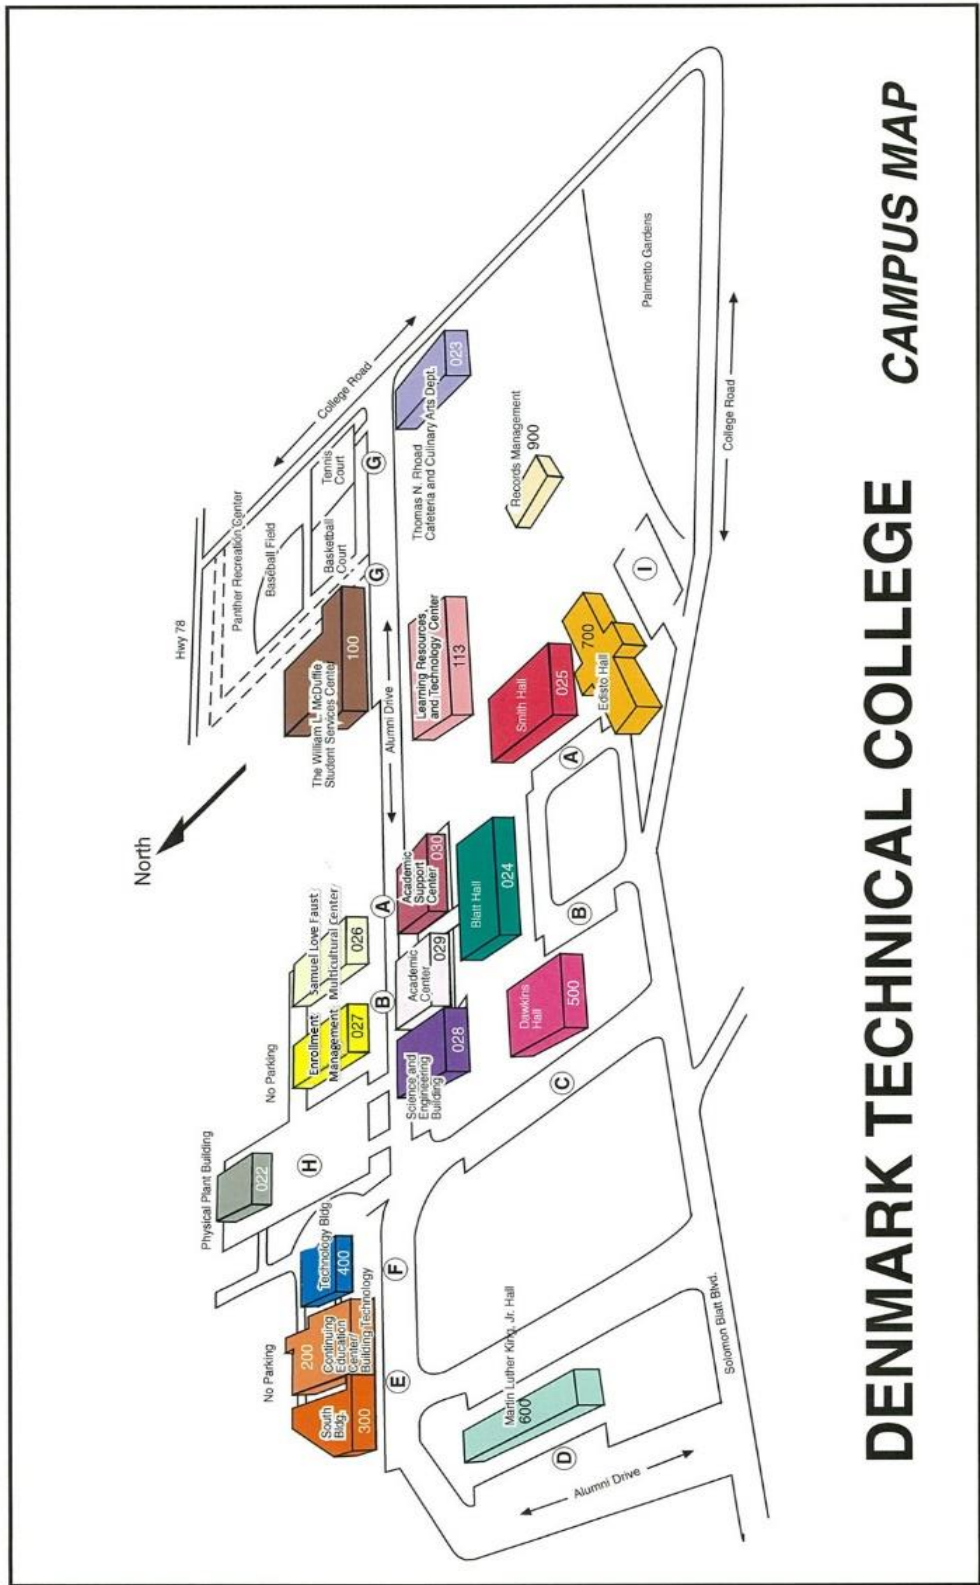 DENMARK TECHNICAL COLLEGE
CAMPUS MAP
North
Hwy 78
Panther Recreation Center
Baseball Field
Basketball
Court
Tennis
Court
College Road
G
G
The William L. McDuffie
Student Services Center
100
Alumni Drive
Thomas N. Rhoad
Cafeteria and Culinary Arts Dept.
023
Records Management
900
Palmetto Gardens
College Road
I
Learning Resources
and Technology Center
113
Smith Hall
025
Edisto Hall
700
A
B
Samuel Love Faust
Multicultural Center
026
Enrollment
Management
027
No Parking
A
B
Academic
Support
Center
030
Academic
Center
029
Science and
Engineering
Building
028
Blatt Hall
024
Dawkins
Hall
500
C
Physical Plant Building
022
H
Technology Bldg
400
F
No Parking
200
Continuing
Education
Center/
Building Technology
South
Bldg.
300
E
Martin Luther King, Jr. Hall
600
D
Alumni Drive
Solomon Blatt Blvd.